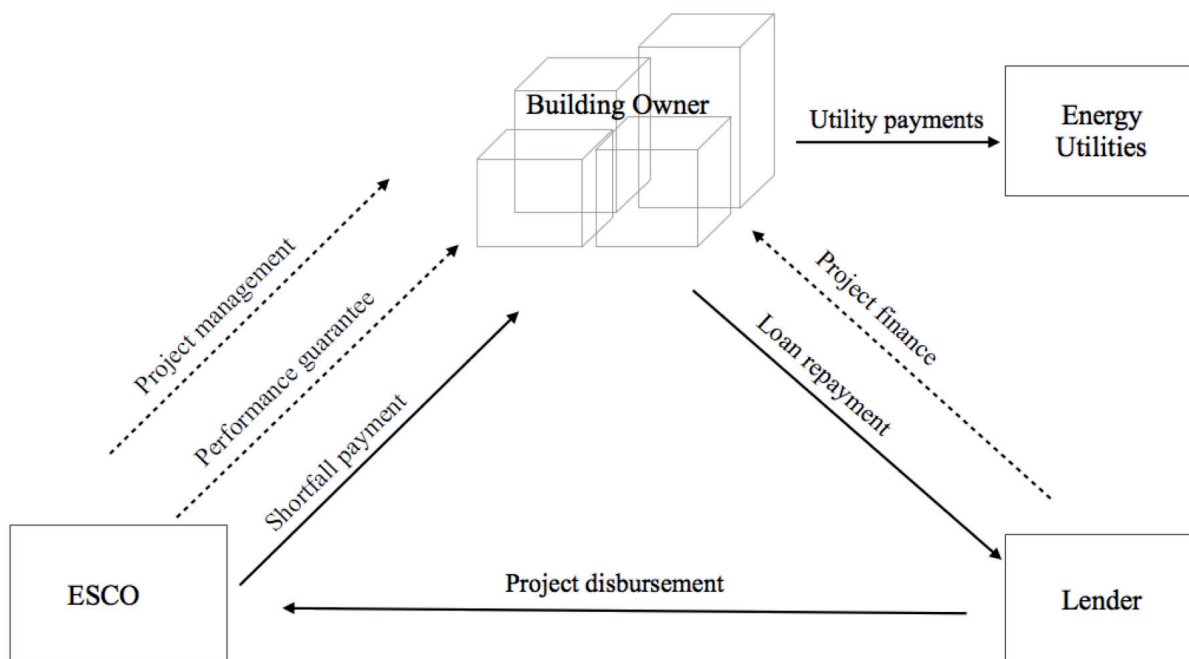 Building Owner
Utility payments
Energy
Utilities
Project management
Performance guarantee
Shortfall payment
Project finance
Loan repayment
ESCO
Project disbursement
Lender